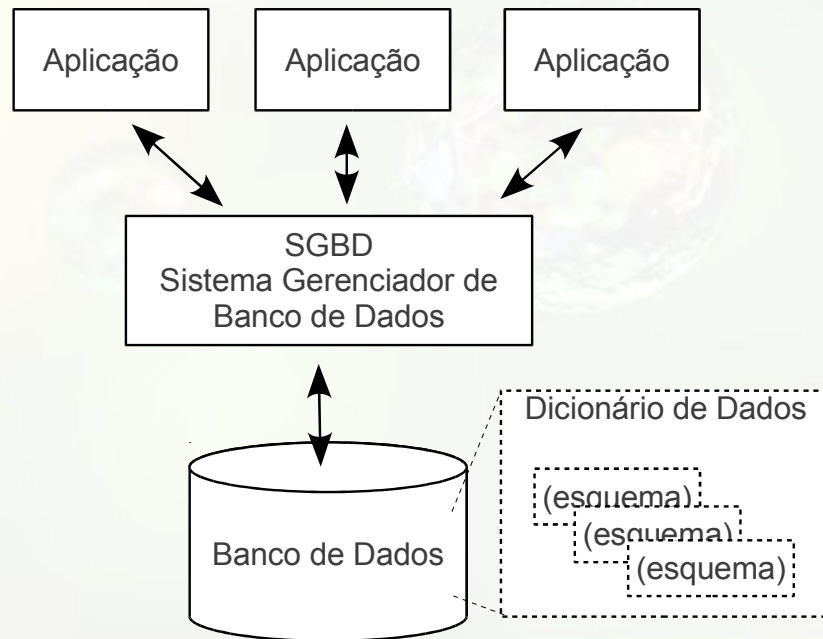 Aplicação
Aplicação
Aplicação
SGBD
Sistema Gerenciador de
Banco de Dados
Dicionário de Dados
(esquema)
(esquema)
(esquema)
Banco de Dados